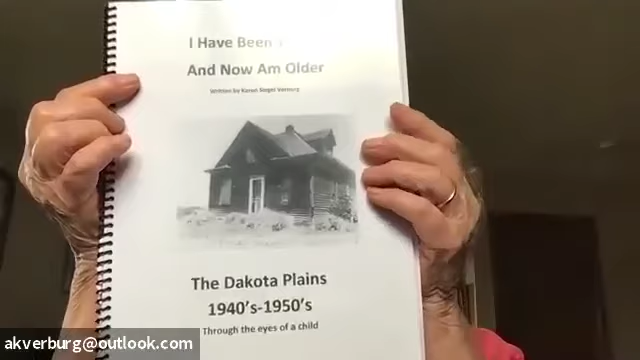 I Have Been
And Now Am Older
Written by Karen Siegel Verburg
The Dakota Plains
1940's-1950's
Through the eyes of a child
akverburg@outlook.com